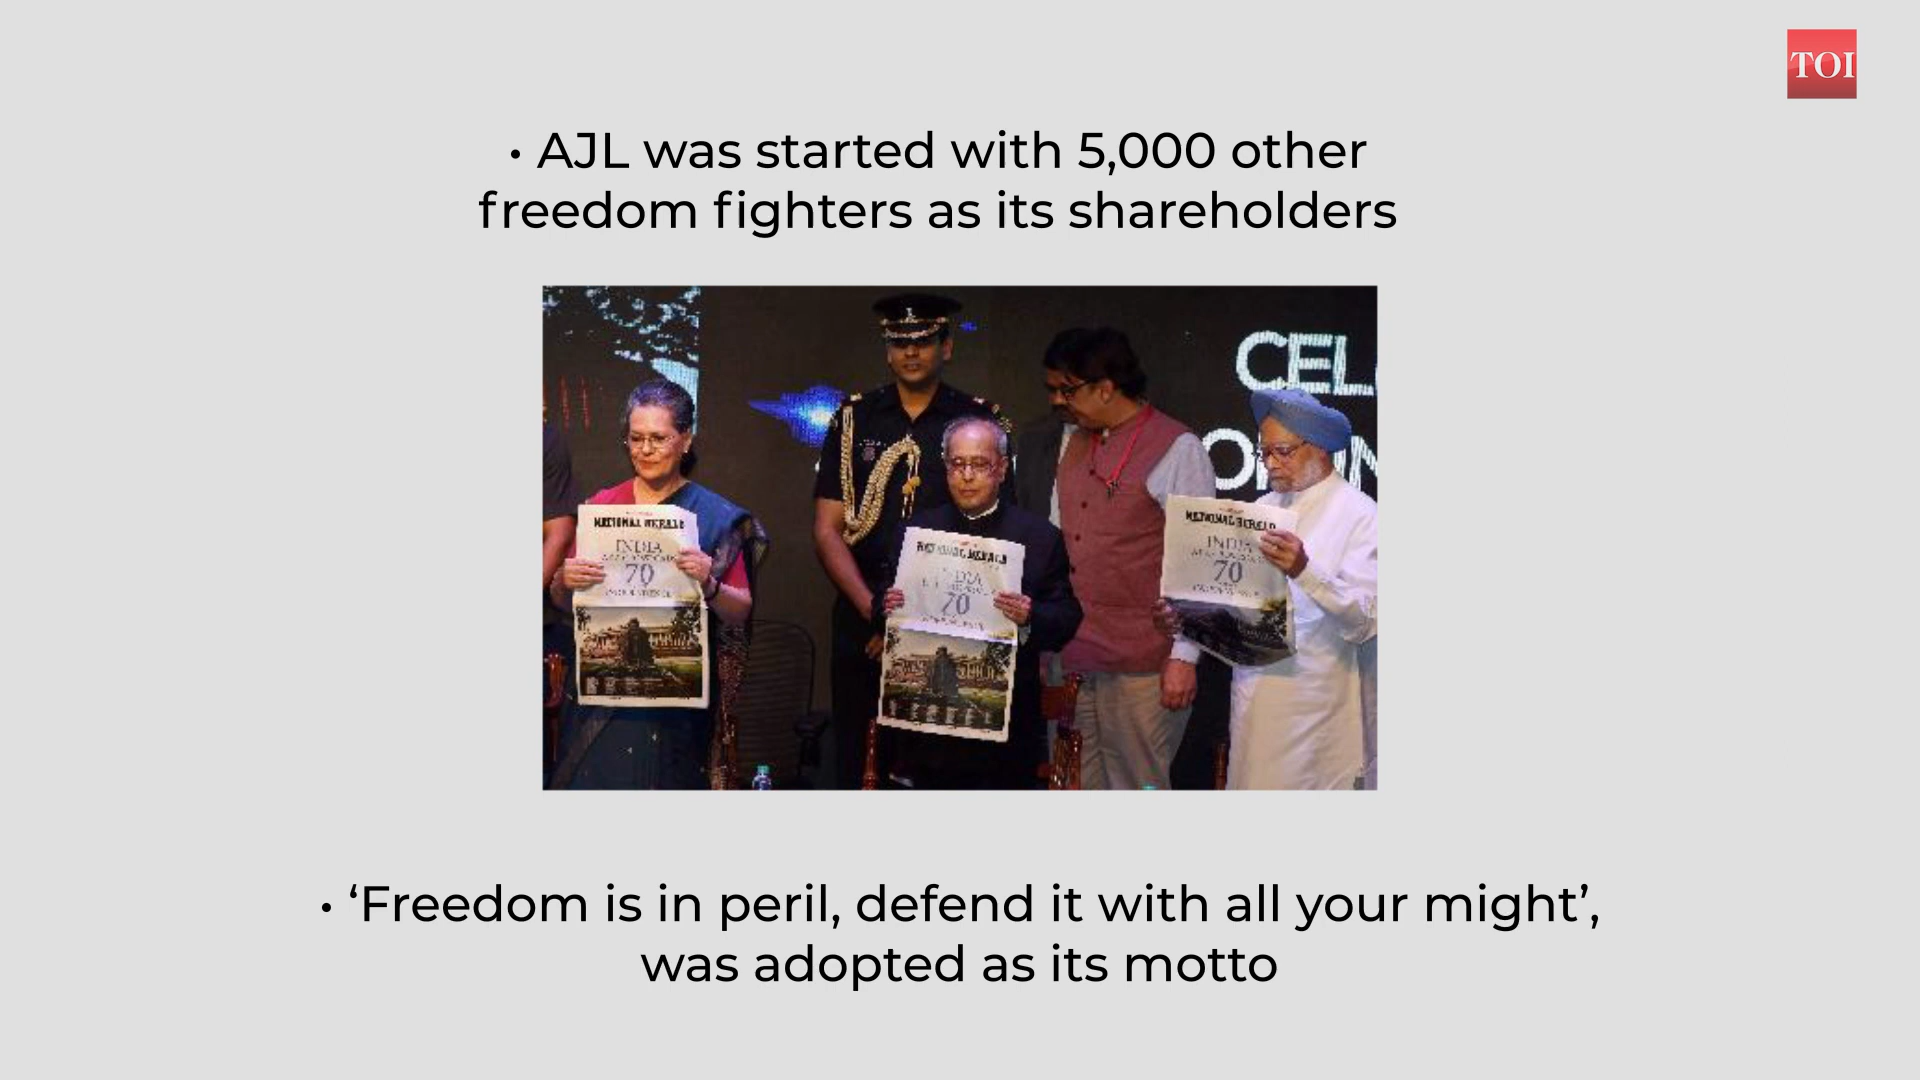 TOI
• AJL was started with 5,000 other
freedom fighters as its shareholders
CEL
NATIONAL HERALD
INDIA
70
NATIONAL HERALD
INDIA
70
NATIONAL HERALD
INDIA
70
• ‘Freedom is in peril, defend it with all your might’,
was adopted as its motto